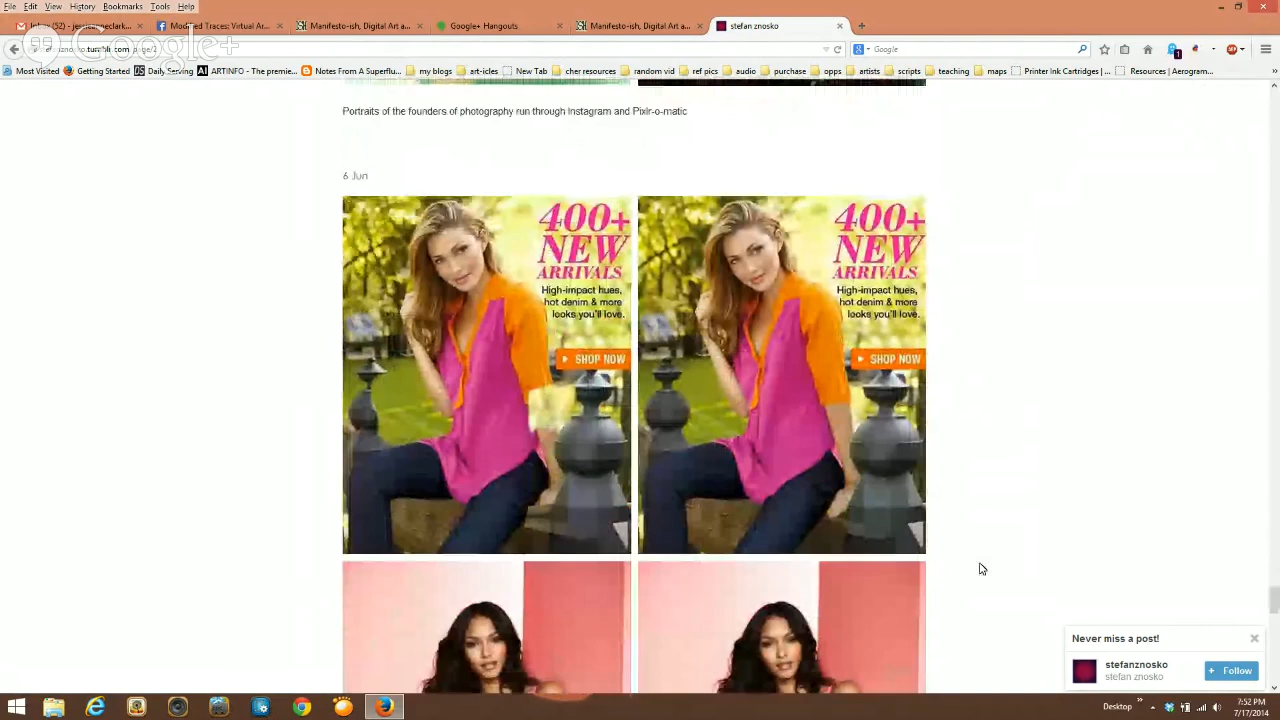 File Edit View History Bookmarks Tools Help
Modified Traces: Virtual An...
Google+ Hangouts
Manifesto-ish, Digital Art ...
Manifesto-ish, Digital Art an...
stefan znosko
Google+
Google
1
Most Visited Getting Started Daily Serving ARTINFO - The premie... Notes From A Superflu... my blogs art-icles New Tab cher resources random vid ref pics audio purchase opps artists scripts teaching maps Printer Ink Cartridges | ... Resources | Aerogram...
Portraits of the founders of photography run through Instagram and Pixlr-o-matic
6 Jun
400+
NEW
ARRIVALS
High-impact hues,
hot denim & more
looks you'll love.
SHOP NOW
400+
NEW
ARRIVALS
High-impact hues,
hot denim & more
looks you'll love.
SHOP NOW
Never miss a post!
stefanznosko
stefan znosko
+ Follow
Desktop
7:52 PM
7/17/2014